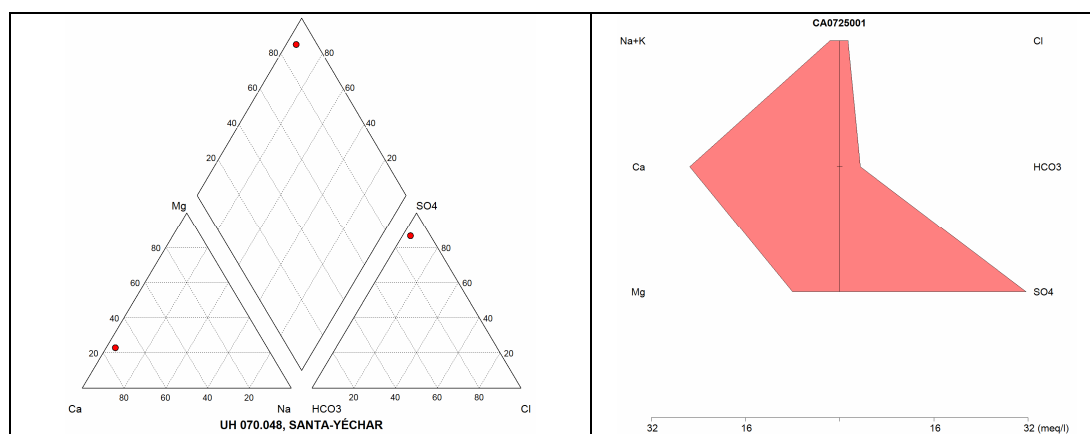 80 80
60 60
40 40
20 20
Mg SO4
80 80
60 60
40 40
20 20
Ca 80 60 40 20 Na HCO3 20 40 60 80 Cl
UH 070.048, SANTA-YÉCHAR
CA0725001
Na+K Cl
Ca HCO3
Mg SO4
32 16 16 32 (meq/l)